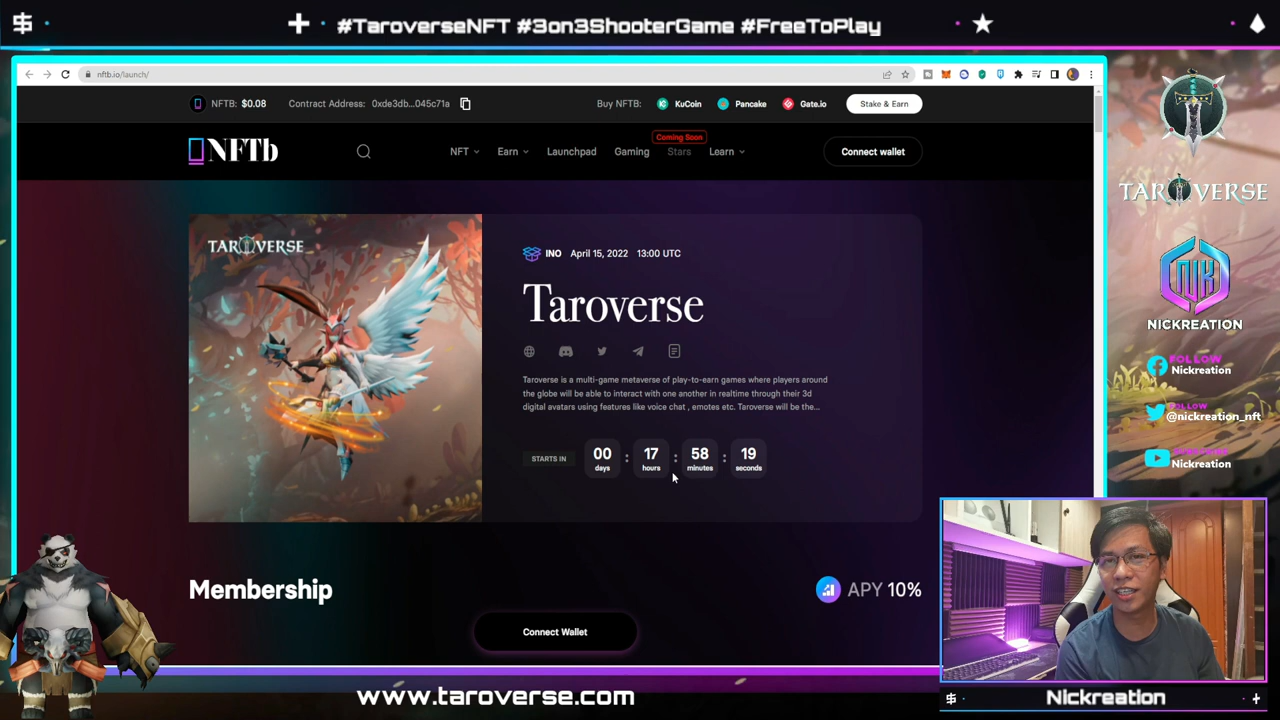 #TaroverseNFT #3on3ShooterGame #FreeToPlay
nftb.io/launch/
NFTB: $0.08
Contract Address: 0xde3db...045c71a
Buy NFTB:
KuCoin
Pancake
Gate.io
Stake & Earn
NFTb
NFT
Earn
Launchpad
Gaming
Coming Soon
Stars
Learn
Connect wallet
TAROVERSE
INO April 15, 2022 13:00 UTC
Taroverse
Taroverse is a multi-game metaverse of play-to-earn games where players around
the globe will be able to interact with one another in realtime through their 3d
digital avatars using features like voice chat , emotes etc. Taroverse will be the...
STARTS IN
00 : 17 : 58 : 19
days hours minutes seconds
Membership
APY 10%
Connect Wallet
TAROVERSE
NK
NICKREATION
FOLLOW
Nickreation
FOLLOW
@nickreation_nft
SUBSCRIBE
Nickreation
www.taroverse.com
Nickreation